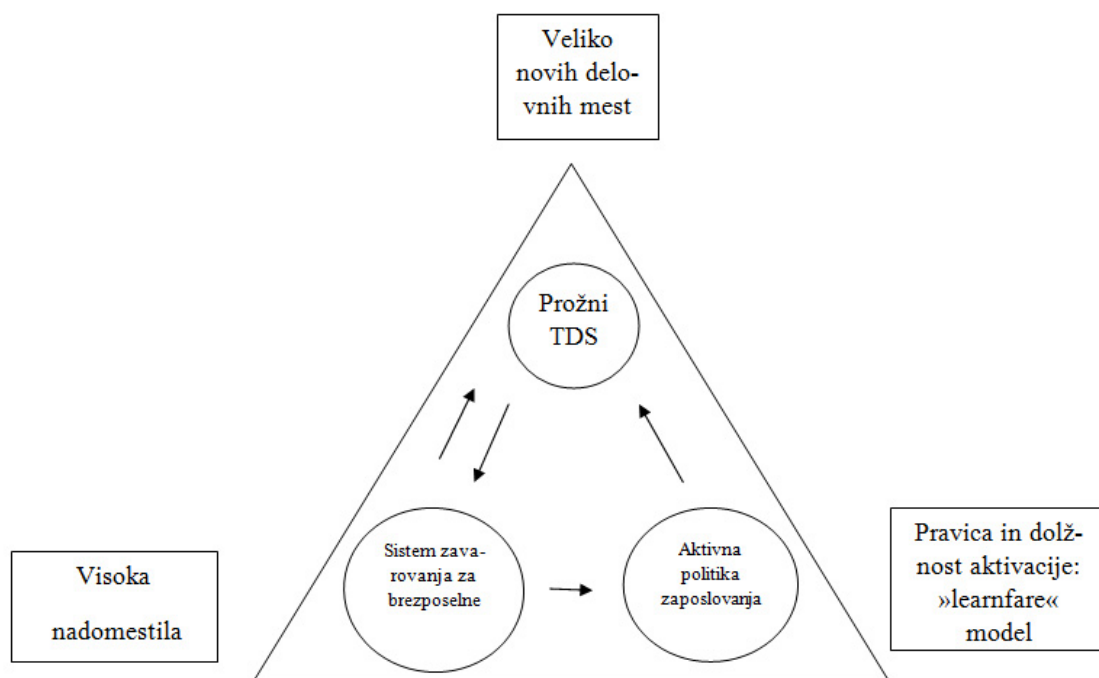 Veliko
novih delo-
vnih mest
Prožni
TDS
Sistem zava-
rovanja za
brezposelne
Aktivna
politika
zaposlovanja
Visoka
nadomestila
Pravica in dolž-
nost aktivacije:
»learnfare«
model